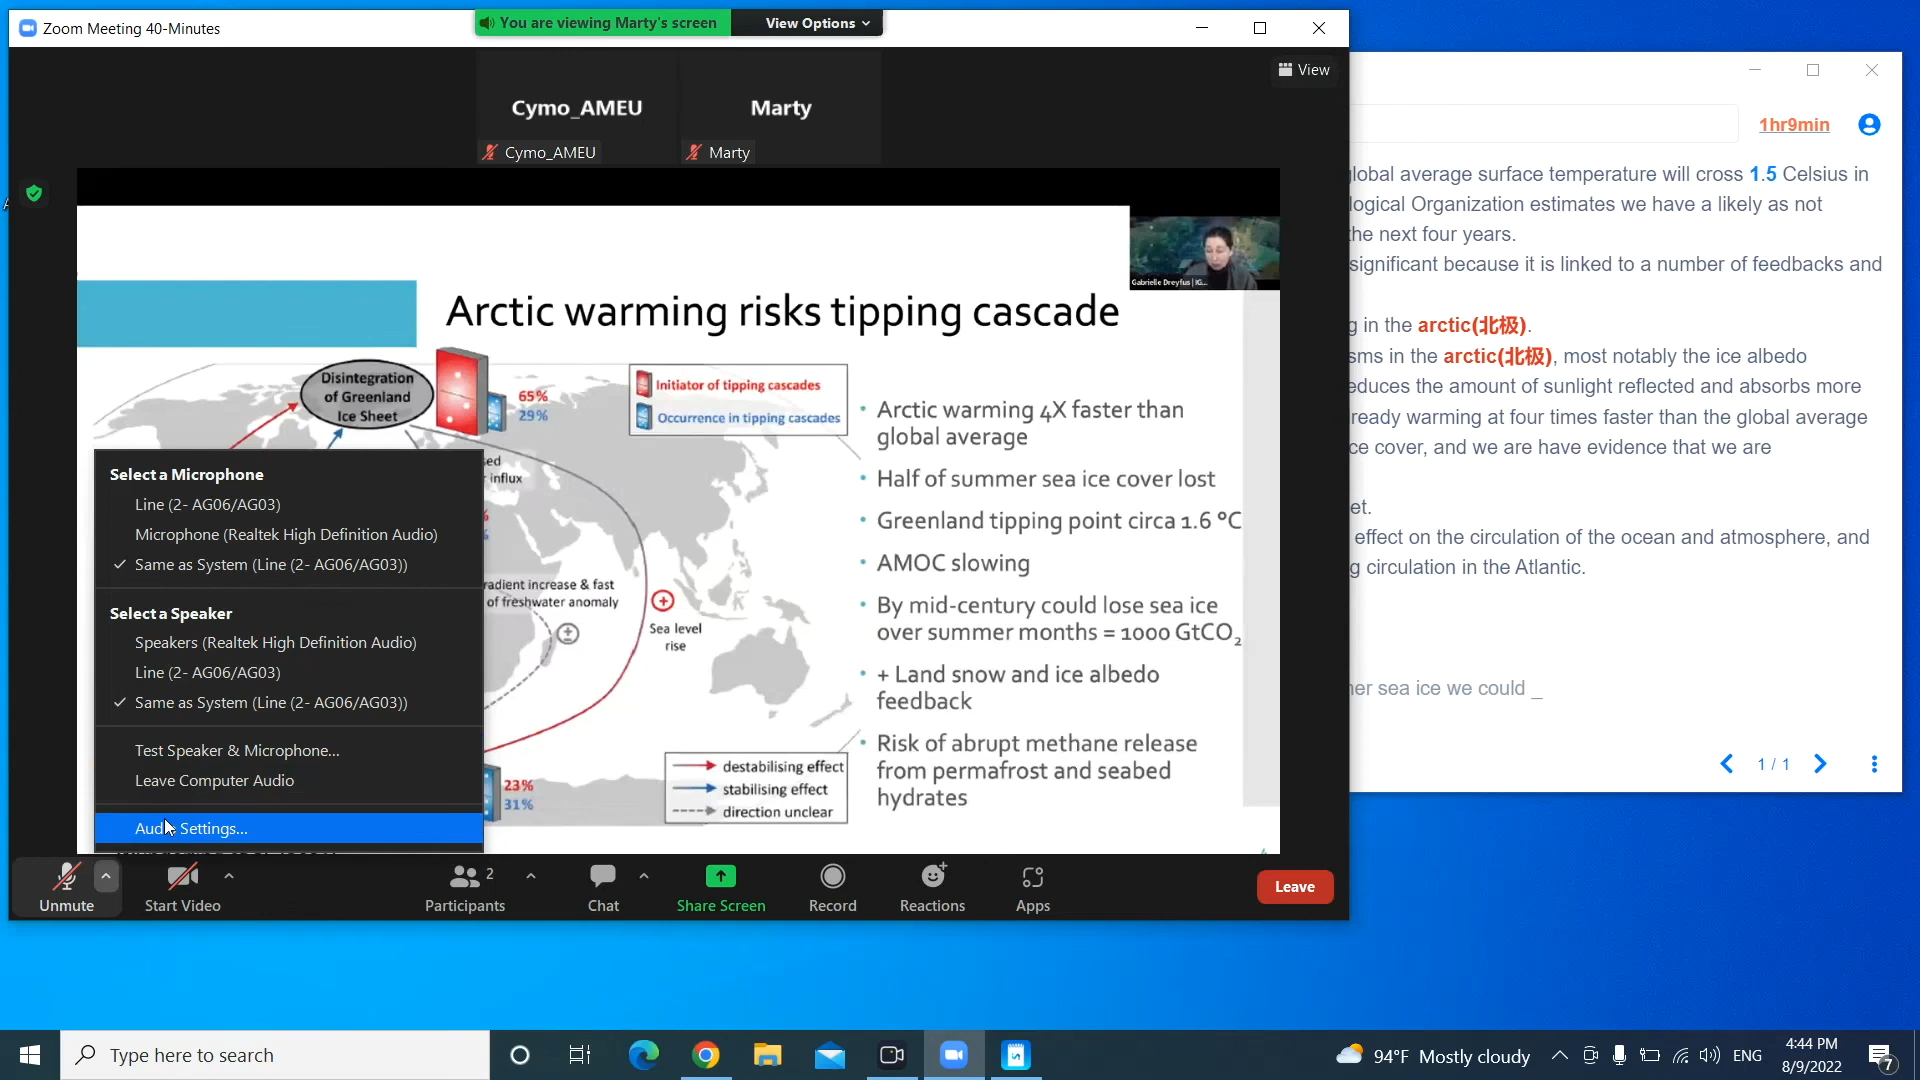 Zoom Meeting 40-Minutes
You are viewing Marty's screen
View Options
View
Cymo_AMEU
Marty
Cymo_AMEU
Marty
Gabrielle Dreyfus | IG...
Arctic warming risks tipping cascade
Disintegration
of Greenland
Ice Sheet
65%
29%
Initiator of tipping cascades
Occurrence in tipping cascades
influx
radient increase & fast
of freshwater anomaly
Sea level
rise
23%
31%
destabilising effect
stabilising effect
direction unclear
• Arctic warming 4X faster than
global average
• Half of summer sea ice cover lost
• Greenland tipping point circa 1.6 °C
• AMOC slowing
• By mid-century could lose sea ice
over summer months = 1000 GtCO2
• + Land snow and ice albedo
feedback
• Risk of abrupt methane release
from permafrost and seabed
hydrates
Select a Microphone
Line (2- AG06/AG03)
Microphone (Realtek High Definition Audio)
✓ Same as System (Line (2- AG06/AG03))
Select a Speaker
Speakers (Realtek High Definition Audio)
Line (2- AG06/AG03)
✓ Same as System (Line (2- AG06/AG03))
Test Speaker & Microphone...
Leave Computer Audio
Audio Settings...
Unmute
Start Video
2
Participants
Chat
Share Screen
Record
Reactions
Apps
Leave
1hr9min
lobal average surface temperature will cross 1.5 Celsius in
logical Organization estimates we have a likely as not
the next four years.
significant because it is linked to a number of feedbacks and
g in the arctic(北极).
sms in the arctic(北极), most notably the ice albedo
educes the amount of sunlight reflected and absorbs more
ready warming at four times faster than the global average
ce cover, and we are have evidence that we are
et.
effect on the circulation of the ocean and atmosphere, and
g circulation in the Atlantic.
er sea ice we could _
1 / 1
Type here to search
94°F Mostly cloudy
ENG
4:44 PM
8/9/2022
7